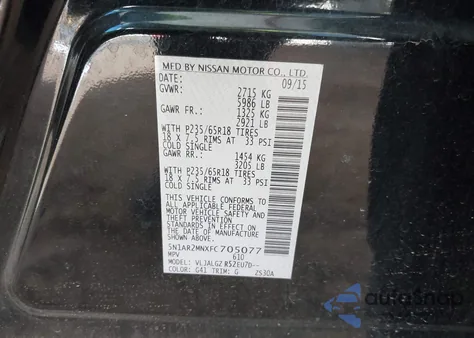 MFD BY NISSAN MOTOR CO., LTD.
DATE: 09/15
GVWR: 2715 KG
5986 LB
GAWR FR.: 1325 KG
2921 LB
WITH P235/65R18 TIRES
18 X 7.5 RIMS AT 33 PSI
COLD SINGLE
GAWR RR.: 1454 KG
3205 LB
WITH P235/65R18 TIRES
18 X 7.5 RIMS AT 33 PSI
COLD SINGLE
THIS VEHICLE CONFORMS
TO ALL APPLICABLE
FEDERAL MOTOR VEHICLE
SAFETY STANDARDS
IN EFFECT ON THE DATE
OF MANUFACTURE
SHOWN ABOVE.
5N1AR2MNXFC705077
MPV 610
MODEL: VLJALGZ R52EU7D--
COLOR: G41 TRIM: G 2530A
AutoSnap